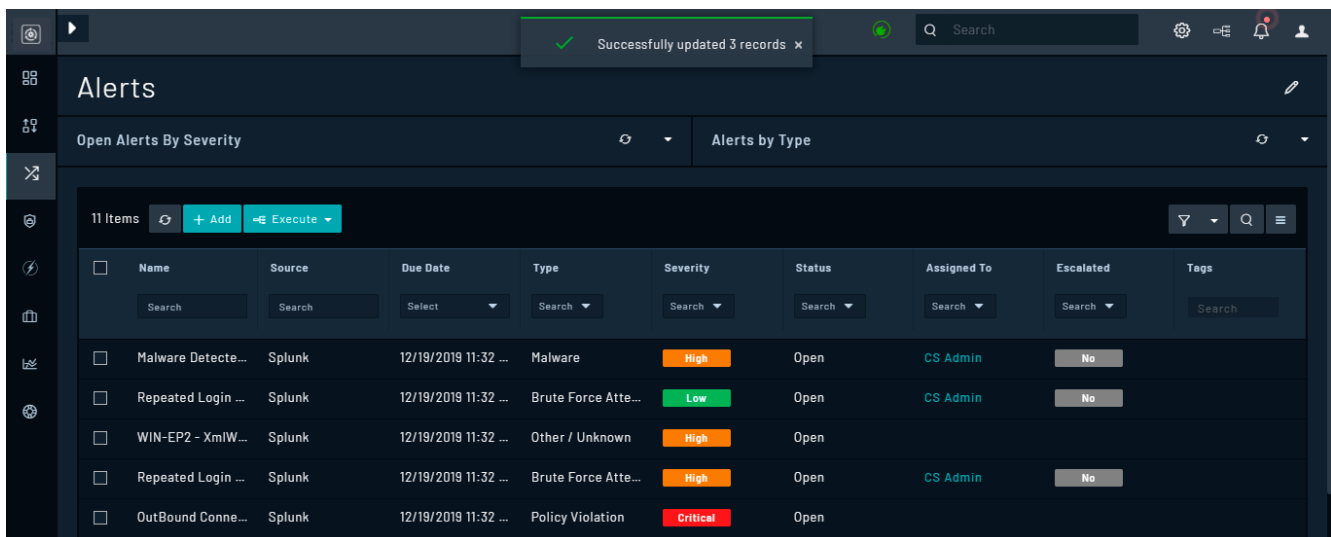 Successfully updated 3 records ×
Search
Alerts
Open Alerts By Severity
Alerts by Type
11 Items + Add Execute
Name Source Due Date Type Severity Status Assigned To Escalated Tags
Search Search Select Search Search Search Search Search Search
Malware Detecte... Splunk 12/19/2019 11:32 ... Malware High Open CS Admin No
Repeated Login ... Splunk 12/19/2019 11:32 ... Brute Force Atte... Low Open CS Admin No
WIN-EP2 - XmlW... Splunk 12/19/2019 11:32 ... Other / Unknown High Open
Repeated Login ... Splunk 12/19/2019 11:32 ... Brute Force Atte... High Open CS Admin No
OutBound Conne... Splunk 12/19/2019 11:32 ... Policy Violation Critical Open